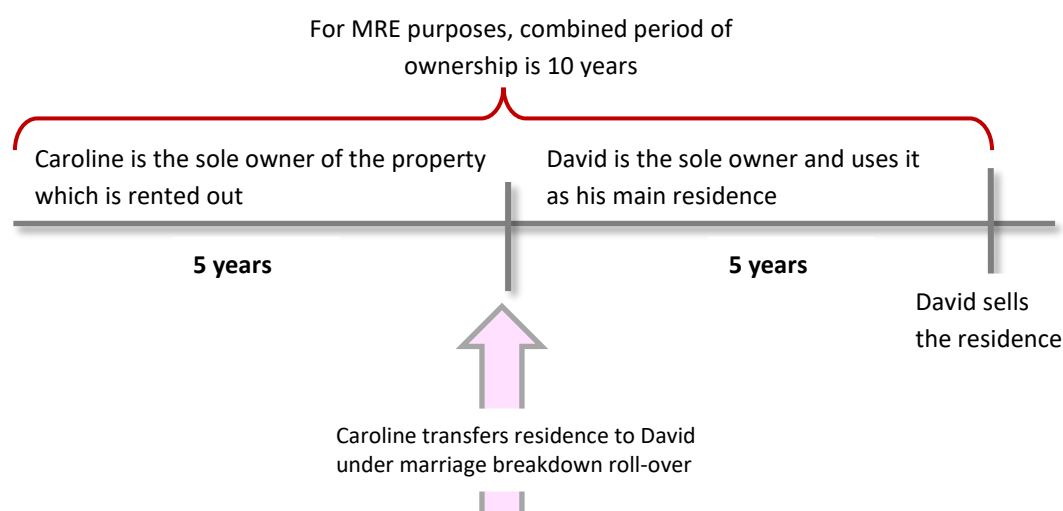 For MRE purposes, combined period of
ownership is 10 years
Caroline is the sole owner of the property
which is rented out
David is the sole owner and uses it
as his main residence
5 years
5 years
David sells
the residence
Caroline transfers residence to David
under marriage breakdown roll-over